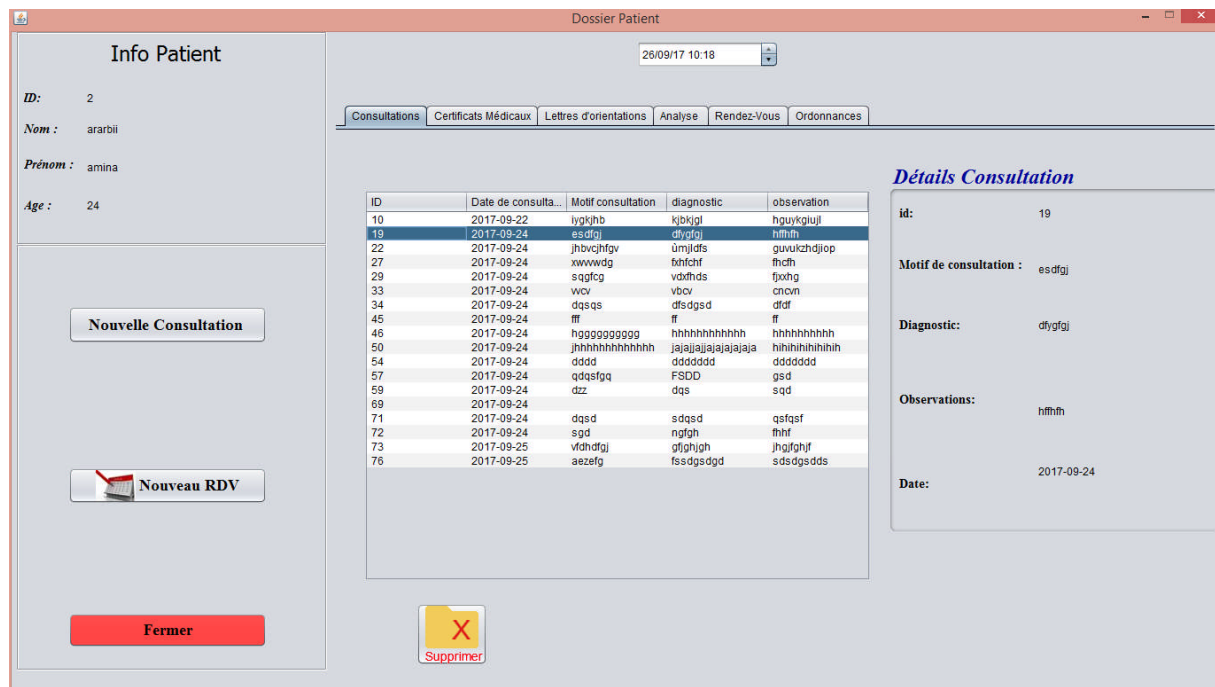 Dossier Patient
Info Patient
ID: 2
Nom : ararbii
Prénom : amina
Age : 24
Nouvelle Consultation
Nouveau RDV
Fermer
26/09/17 10:18
Consultations Certificats Médicaux Lettres d'orientations Analyse Rendez-Vous Ordonnances
ID Date de consulta... Motif consultation diagnostic observation
10 2017-09-22 iygkjhb kjbkjgl hguykgiujl
19 2017-09-24 esdfgj dfygfgj hffhfh
22 2017-09-24 jhbvcjhfgv ùmjldfs guvukzhdjiop
27 2017-09-24 xwvwdg fxhfchf fhcfh
29 2017-09-24 sqgfcg vdxfhds fjxxhg
33 2017-09-24 vvcv vbcv cncvn
34 2017-09-24 dqsqs dfsdgsd dfdf
45 2017-09-24 fff ff ff
46 2017-09-24 hgggggggggg hhhhhhhhhhhh hhhhhhhhhh
50 2017-09-24 jhhhhhhhhhhhh jajajjajjajajajajaja hihihihihihihih
54 2017-09-24 dddd ddddddd ddddddd
57 2017-09-24 qdqsfgq FSDD gsd
59 2017-09-24 dzz dqs sqd
69 2017-09-24
71 2017-09-24 dqsd sdqsd qsfqsf
72 2017-09-24 sgd ngfgh fhhf
73 2017-09-25 vfdhdfgj gfjghjgh jhgjfghjf
76 2017-09-25 aezefg fssdgsdgd sdsdgsdds
Supprimer
Détails Consultation
id: 19
Motif de consultation : esdfgj
Diagnostic: dfygfgj
Observations: hffhfh
Date: 2017-09-24